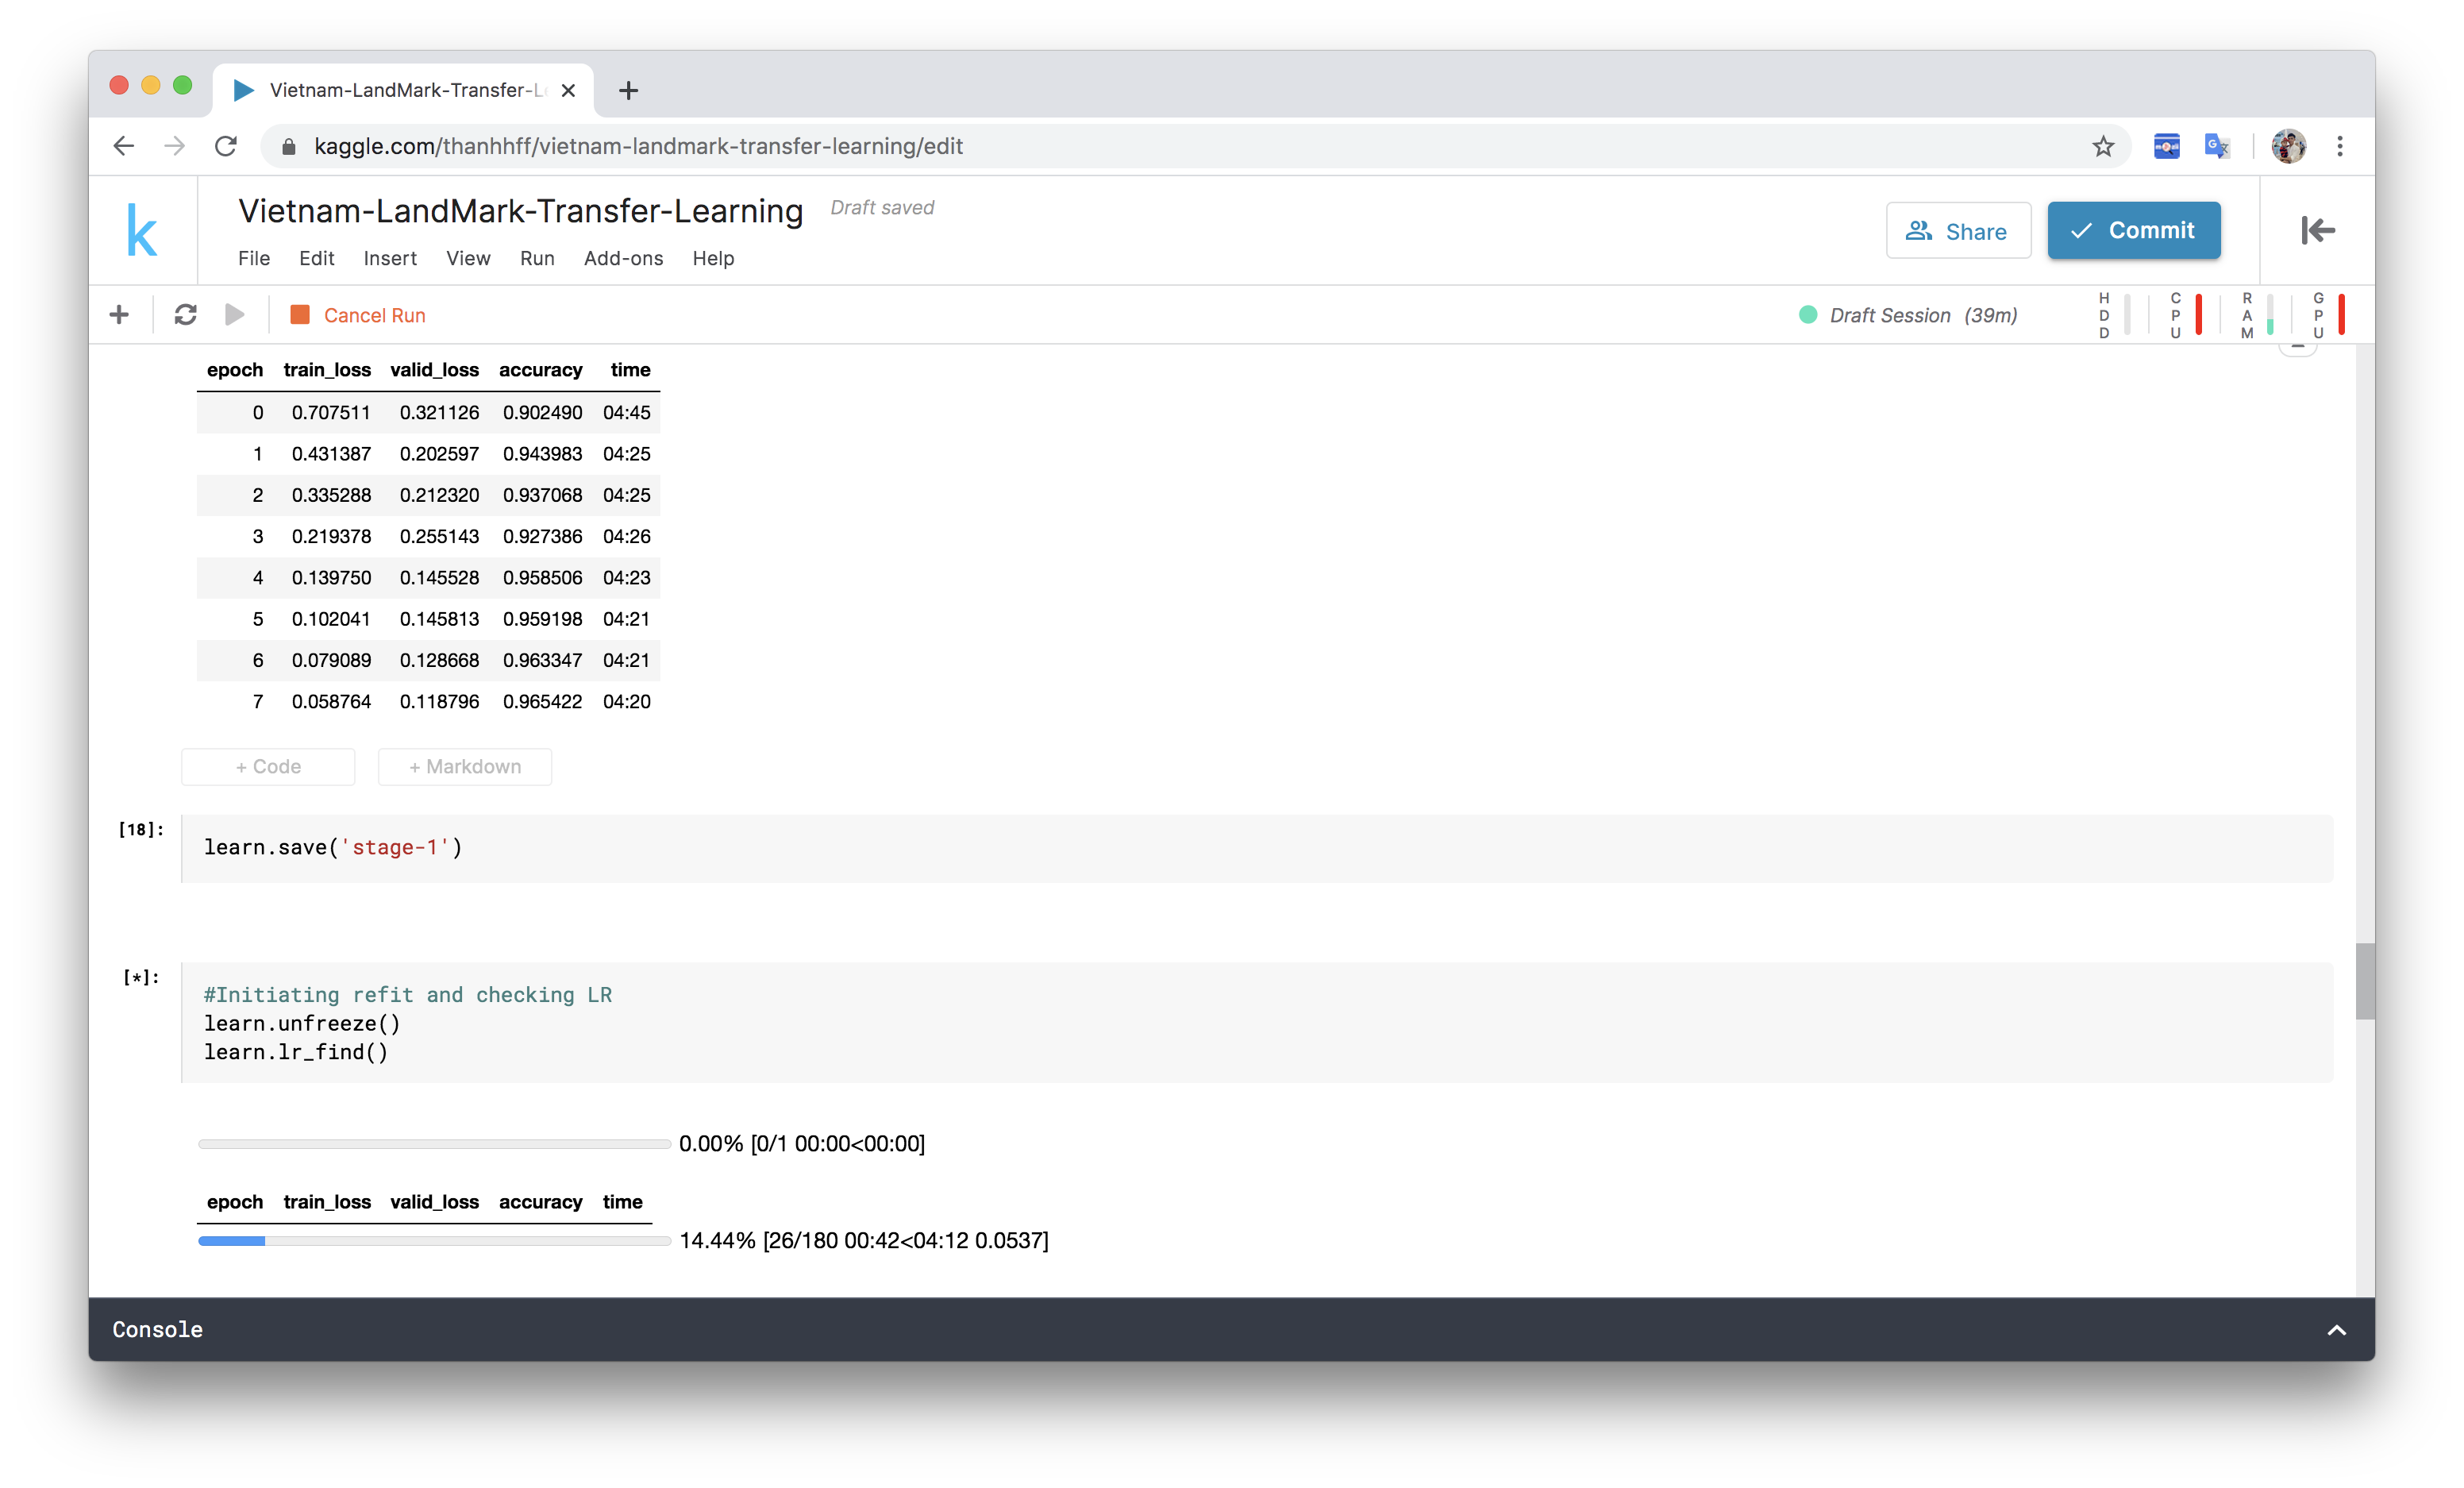 Vietnam-LandMark-Transfer-L
kaggle.com/thanhhff/vietnam-landmark-transfer-learning/edit
k
Vietnam-LandMark-Transfer-Learning Draft saved
File Edit Insert View Run Add-ons Help
Share
Commit
Cancel Run
Draft Session (39m)
HDD
CPU
RAM
GPU
epoch train_loss valid_loss accuracy time
0 0.707511 0.321126 0.902490 04:45
1 0.431387 0.202597 0.943983 04:25
2 0.335288 0.212320 0.937068 04:25
3 0.219378 0.255143 0.927386 04:26
4 0.139750 0.145528 0.958506 04:23
5 0.102041 0.145813 0.959198 04:21
6 0.079089 0.128668 0.963347 04:21
7 0.058764 0.118796 0.965422 04:20
+ Code + Markdown
[18]:
learn.save('stage-1')
[*]:
#Initiating refit and checking LR
learn.unfreeze()
learn.lr_find()
0.00% [0/1 00:00<00:00]
epoch train_loss valid_loss accuracy time
14.44% [26/180 00:42<04:12 0.0537]
Console